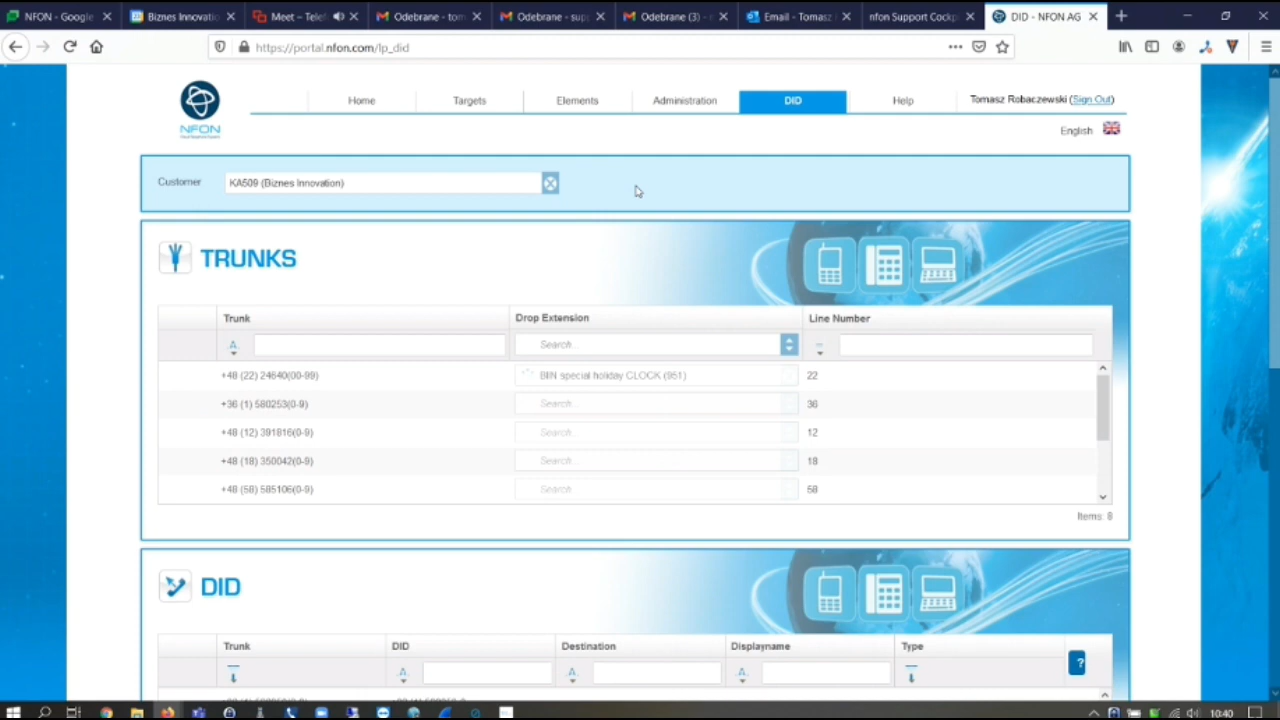 NFON - Google
Biznes Innovatio
Meet – Telef
Odebrane - tom
Odebrane - sup
Odebrane (3) - n
Email - Tomasz
nfon Support Cockp
DID - NFON AG
https://portal.nfon.com/lp_did
NFON
Home
Targets
Elements
Administration
DID
Help
Tomasz Robaczewski (Sign Out)
English
Customer
KA509 (Biznes Innovation)
TRUNKS
Trunk
Drop Extension
Line Number
Search...
+48 (22) 24640(00-99)
BIIN special holiday CLOCK (951)
22
+36 (1) 580253(0-9)
Search...
36
+48 (12) 391816(0-9)
Search...
12
+48 (18) 350042(0-9)
Search...
18
+48 (58) 585106(0-9)
Search
58
Items: 8
DID
Trunk
DID
Destination
Displayname
Type
?
10:40